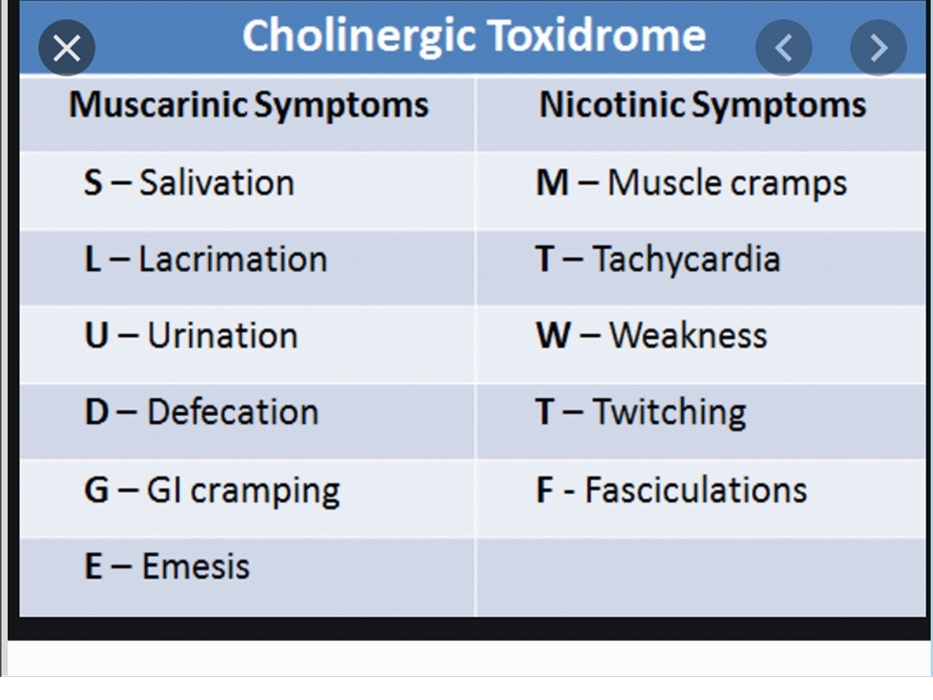 Cholinergic Toxidrome
Muscarinic Symptoms Nicotinic Symptoms
S – Salivation M – Muscle cramps
L – Lacrimation T – Tachycardia
U – Urination W – Weakness
D – Defecation T – Twitching
G – GI cramping F - Fasciculations
E – Emesis